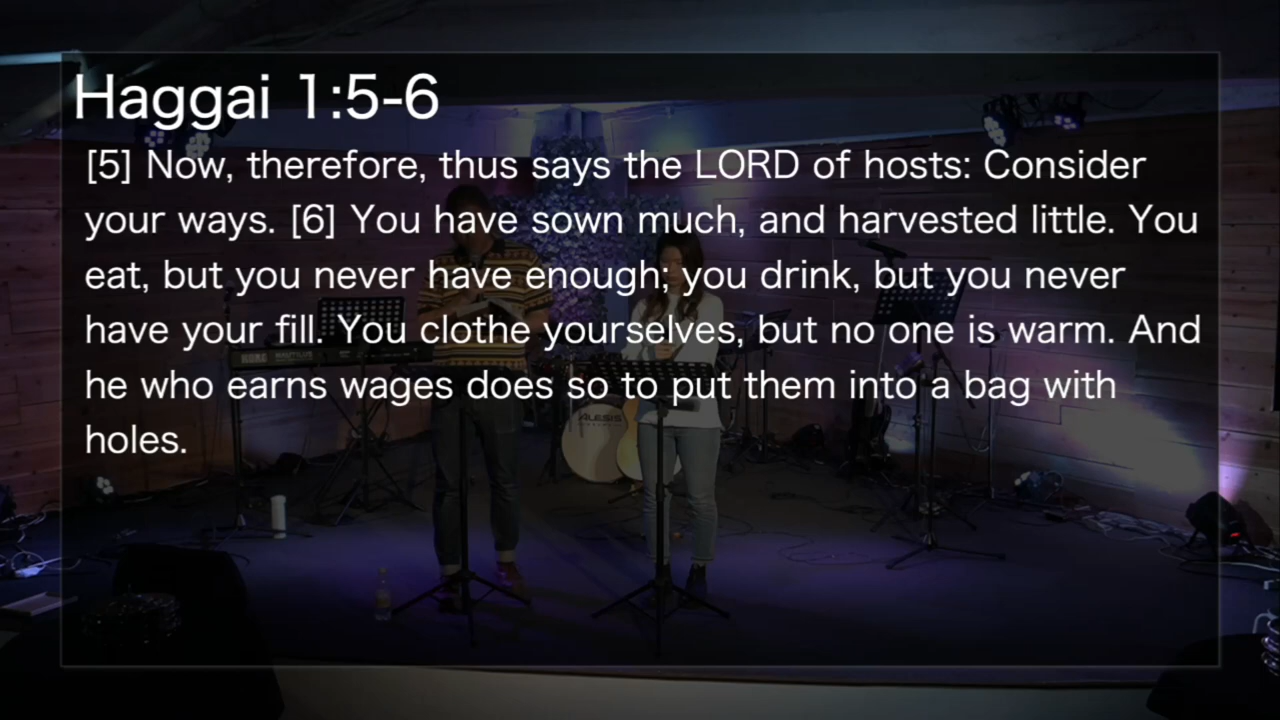 Haggai 1:5-6
[5] Now, therefore, thus says the LORD of hosts: Consider
your ways. [6] You have sown much, and harvested little. You
eat, but you never have enough; you drink, but you never
have your fill. You clothe yourselves, but no one is warm. And
he who earns wages does so to put them into a bag with
holes.
KORG NAUTILUS
ALESIS